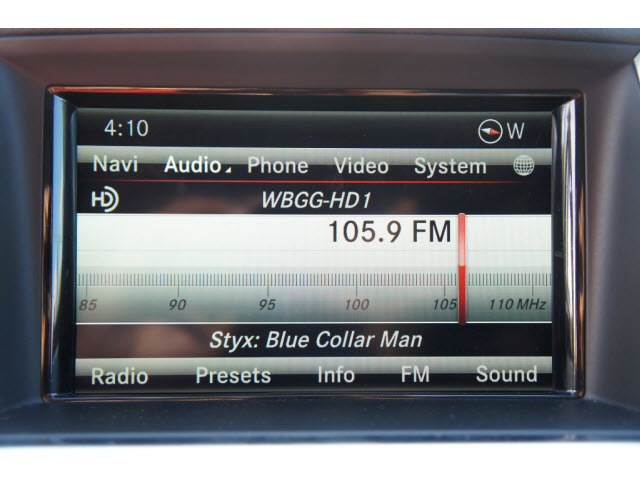 4:10 W
Navi Audio Phone Video System
HD WBGG-HD1
105.9 FM
85 90 95 100 105 110 MHz
Styx: Blue Collar Man
Radio Presets Info FM Sound